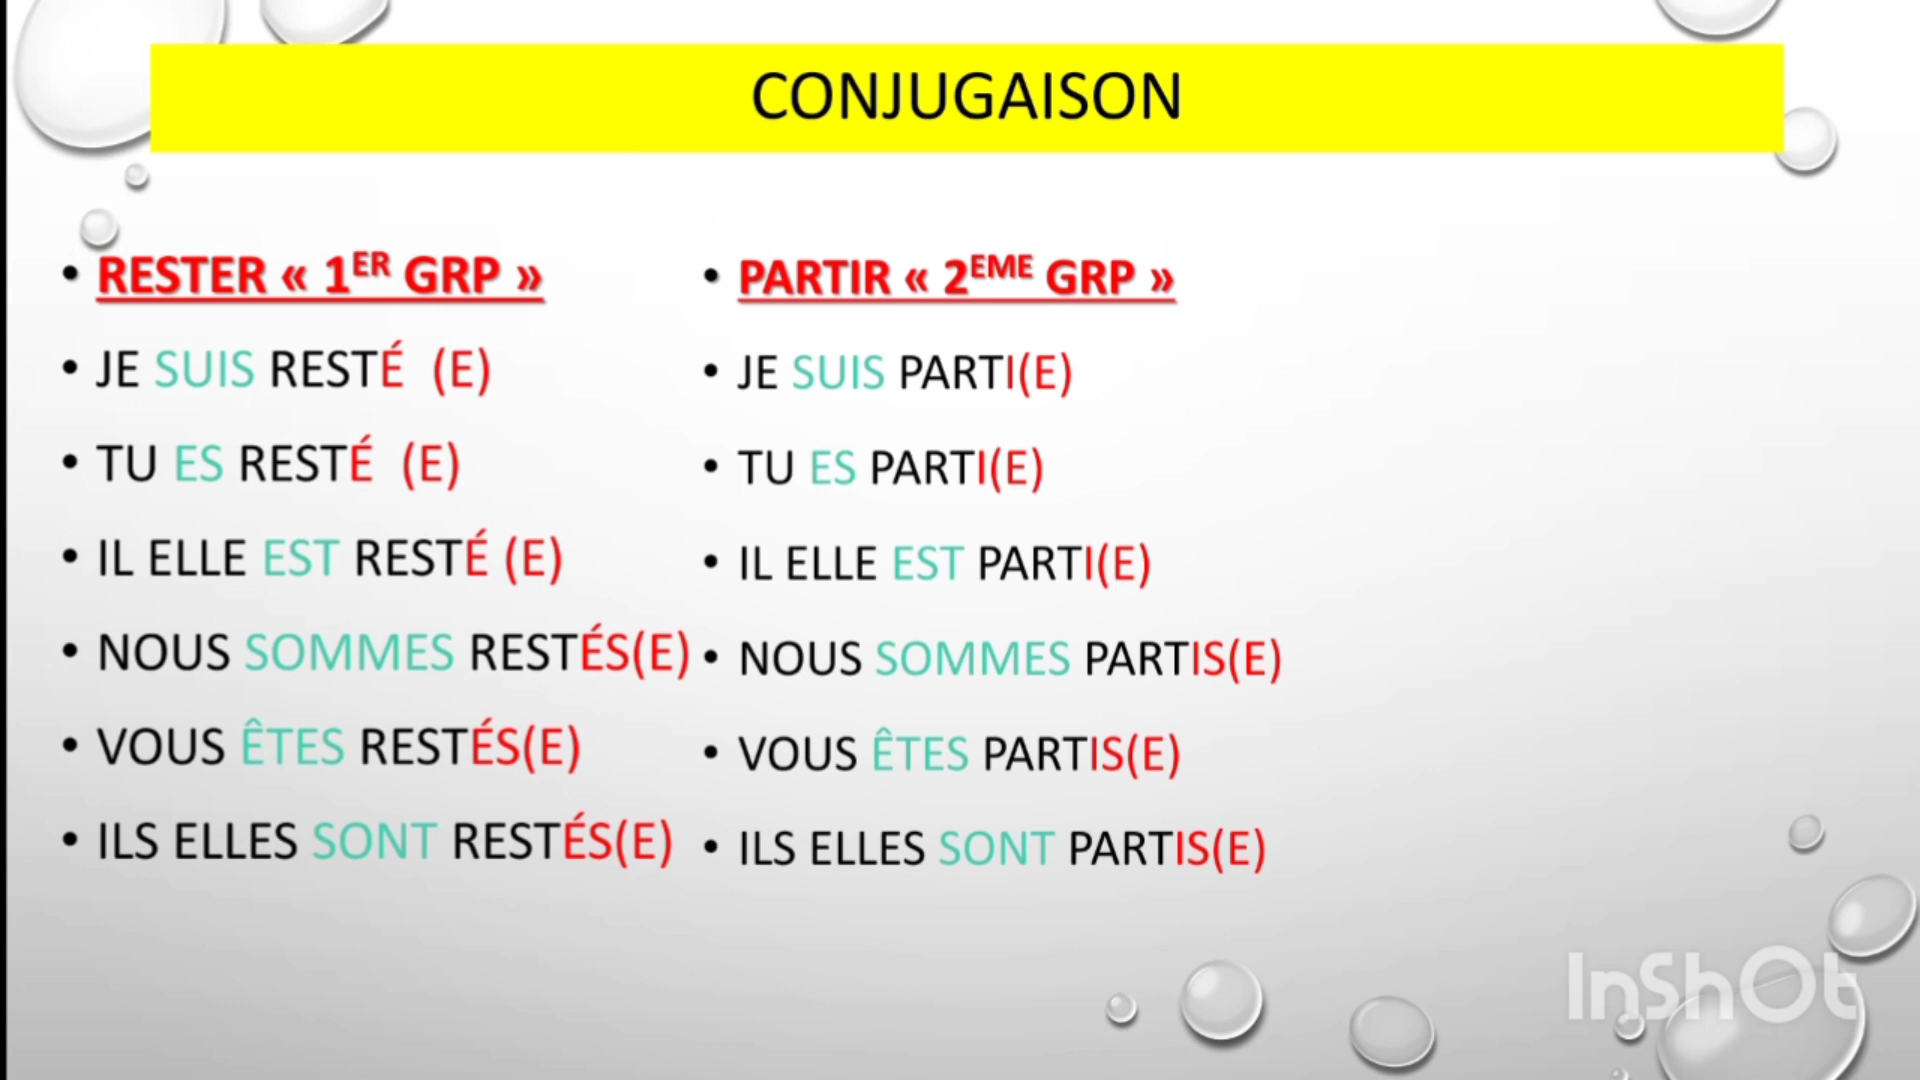 CONJUGAISON
• RESTER « 1ER GRP »
• JE SUIS RESTÉ (E)
• TU ES RESTÉ (E)
• IL ELLE EST RESTÉ (E)
• NOUS SOMMES RESTÉS(E)
• VOUS ÊTES RESTÉS(E)
• ILS ELLES SONT RESTÉS(E)
• PARTIR « 2EME GRP »
• JE SUIS PARTI(E)
• TU ES PARTI(E)
• IL ELLE EST PARTI(E)
• NOUS SOMMES PARTIS(E)
• VOUS ÊTES PARTIS(E)
• ILS ELLES SONT PARTIS(E)
InShOt